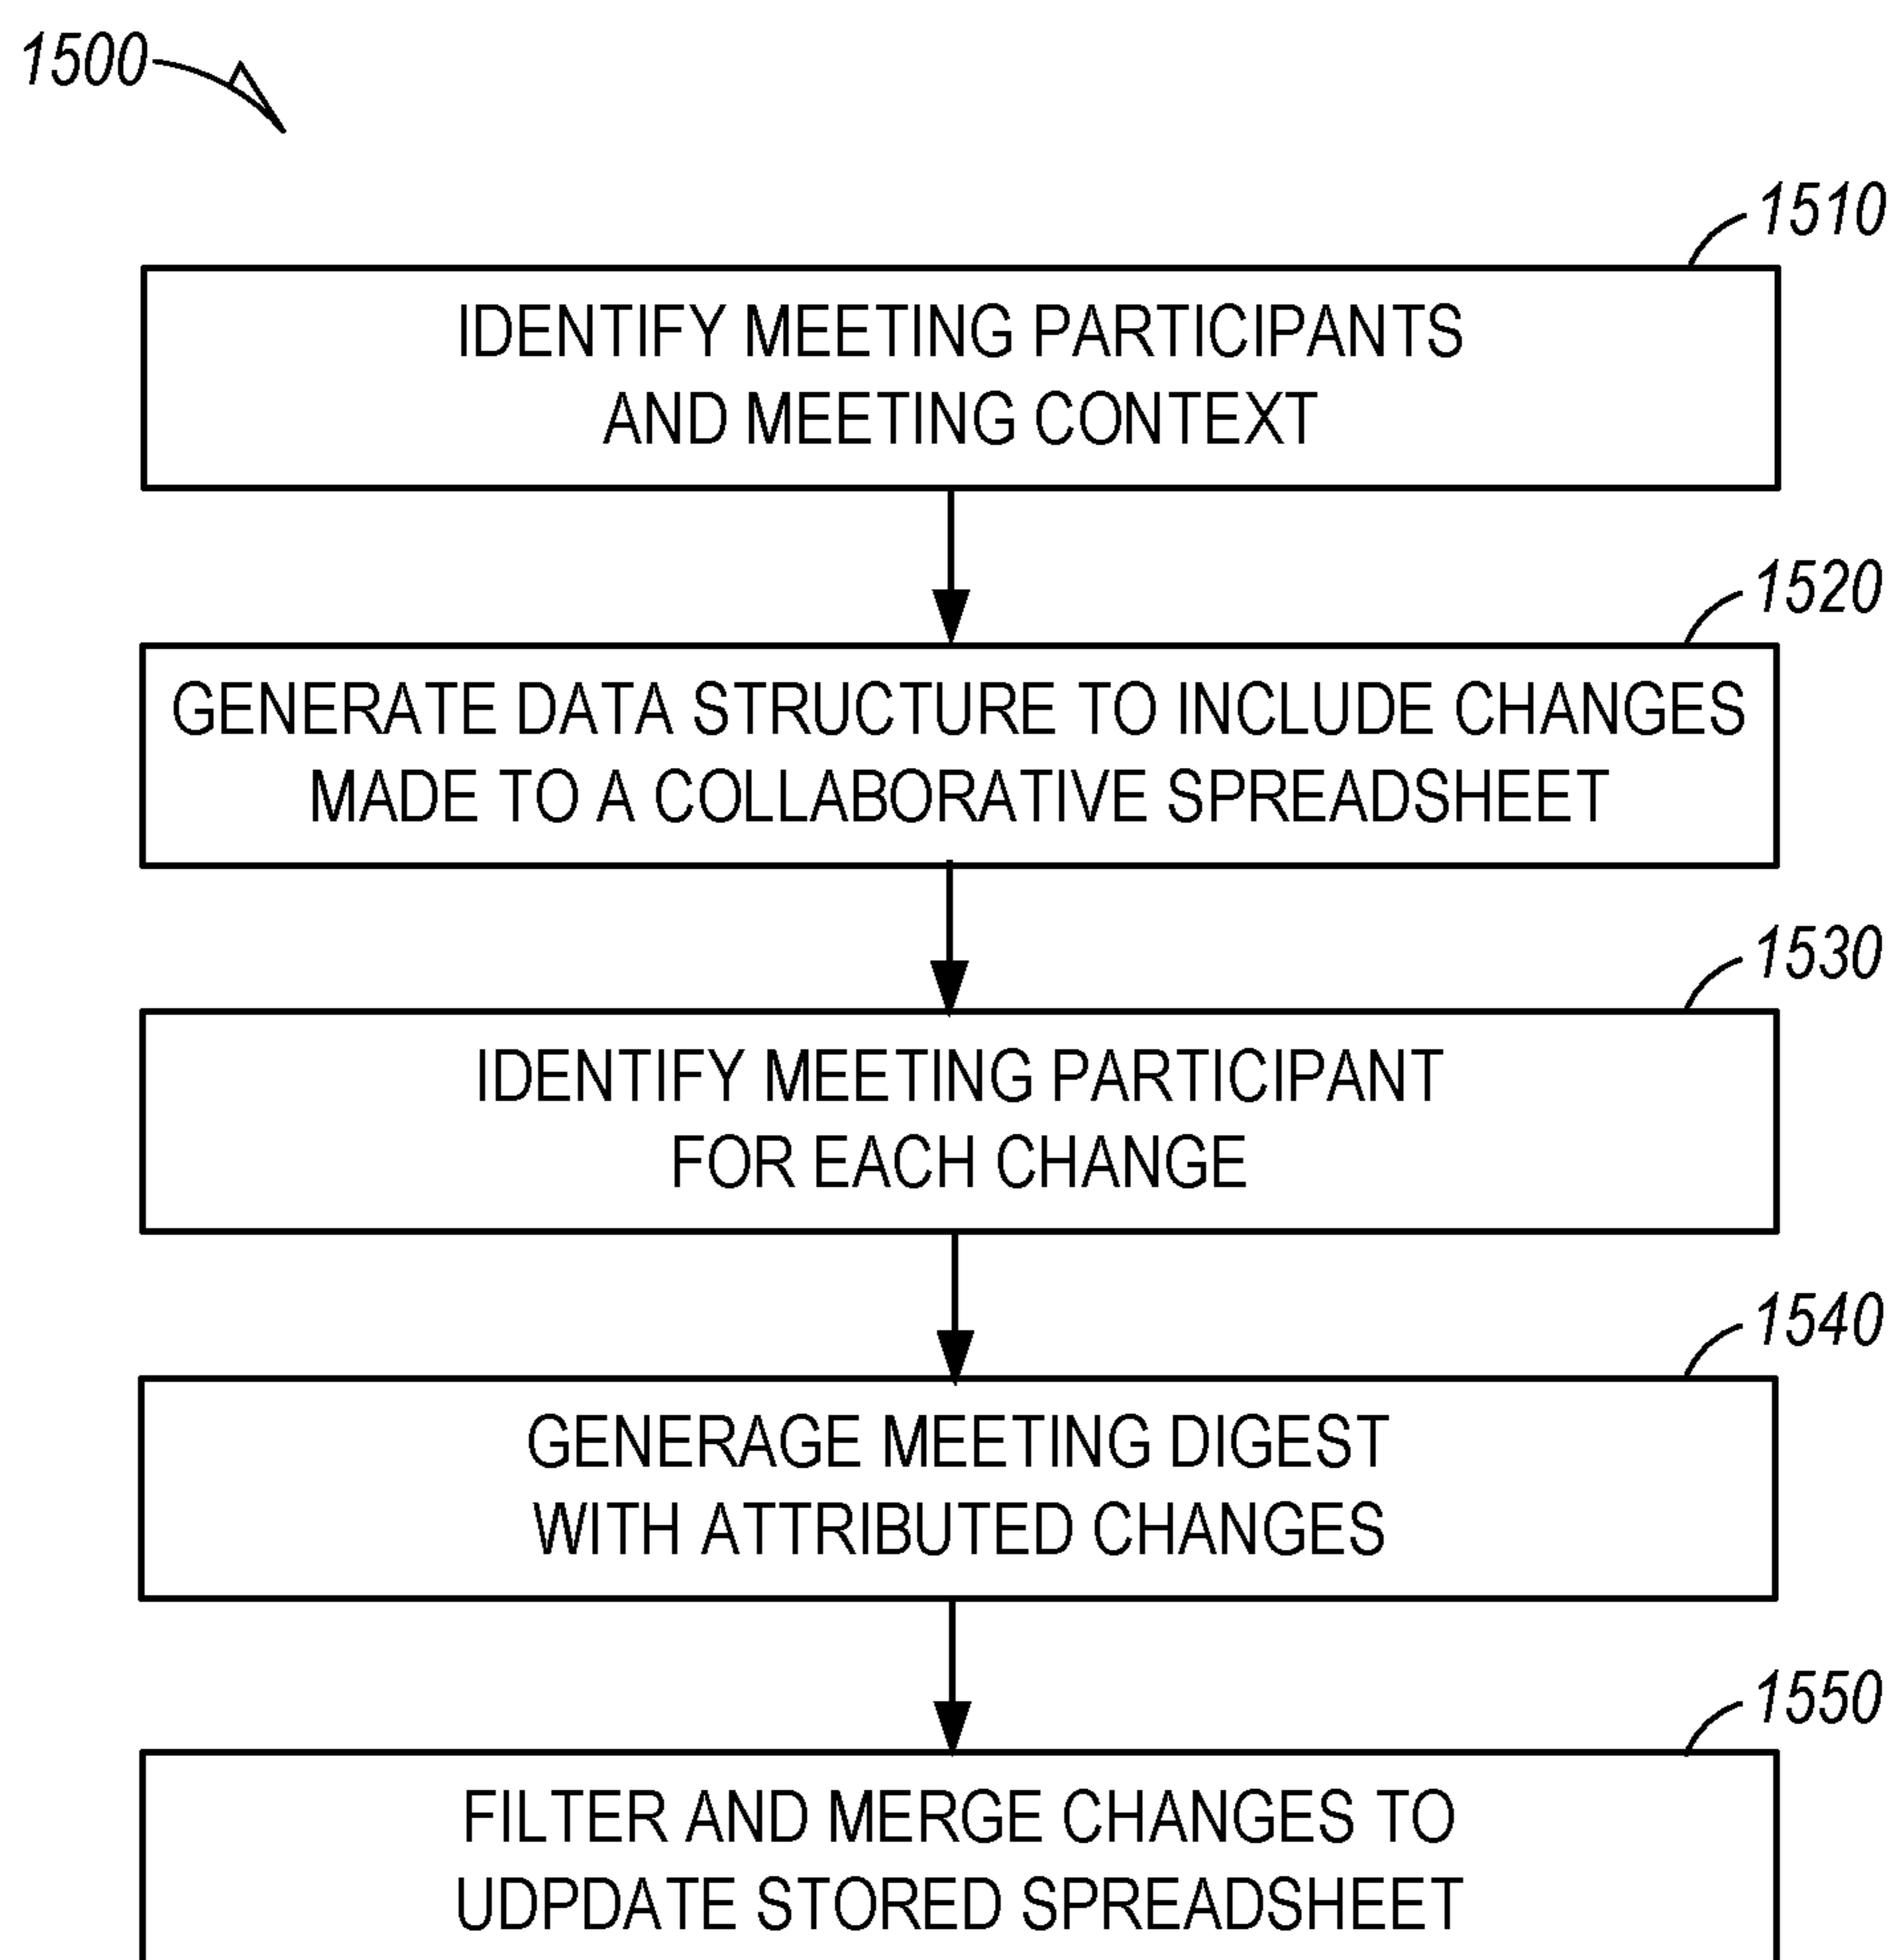 1500
1510
IDENTIFY MEETING PARTICIPANTS
AND MEETING CONTEXT
1520
GENERATE DATA STRUCTURE TO INCLUDE CHANGES
MADE TO A COLLABORATIVE SPREADSHEET
1530
IDENTIFY MEETING PARTICIPANT
FOR EACH CHANGE
1540
GENERAGE MEETING DIGEST
WITH ATTRIBUTED CHANGES
1550
FILTER AND MERGE CHANGES TO
UDPDATE STORED SPREADSHEET